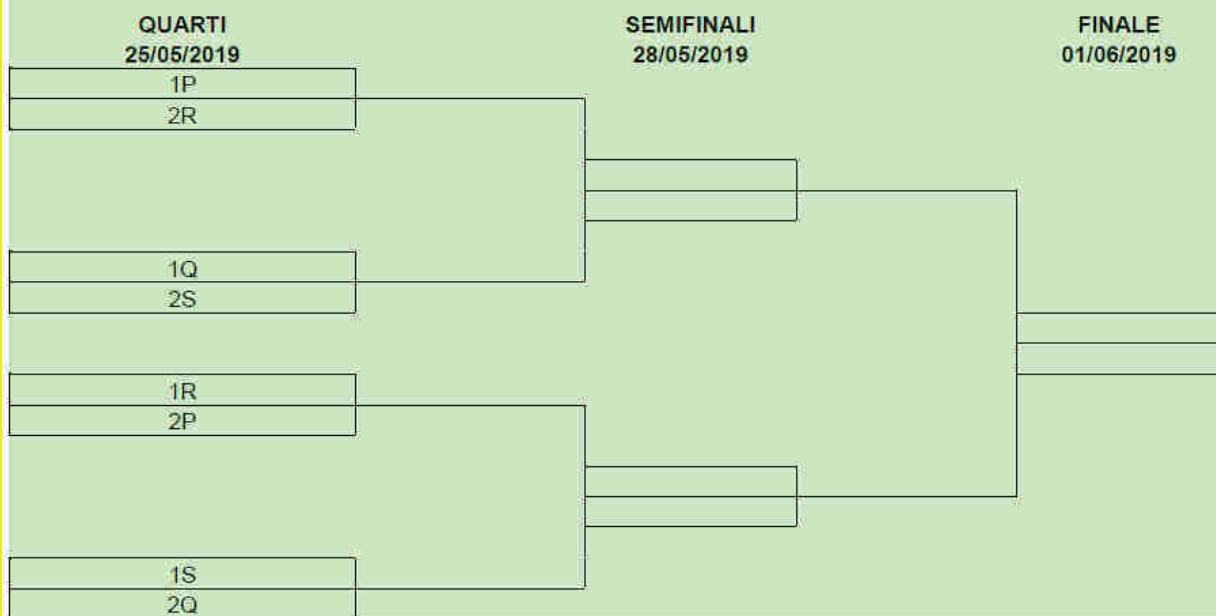 QUARTI
25/05/2019
SEMIFINALI
28/05/2019
FINALE
01/06/2019
1P
2R
1Q
2S
1R
2P
1S
2Q